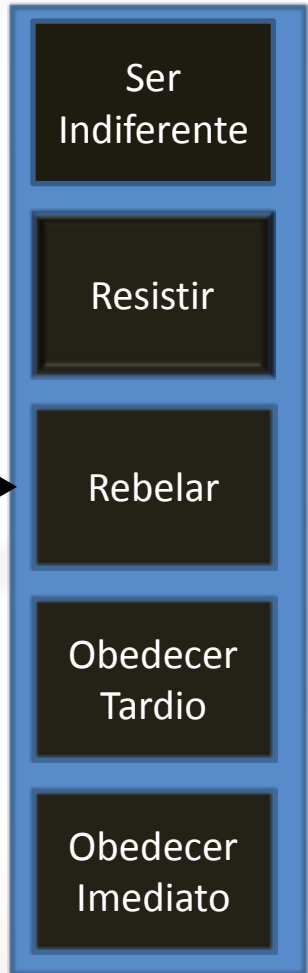 Ser
Indiferente
Resistir
Rebelar
Obedecer
Tardio
Obedecer
Imediato